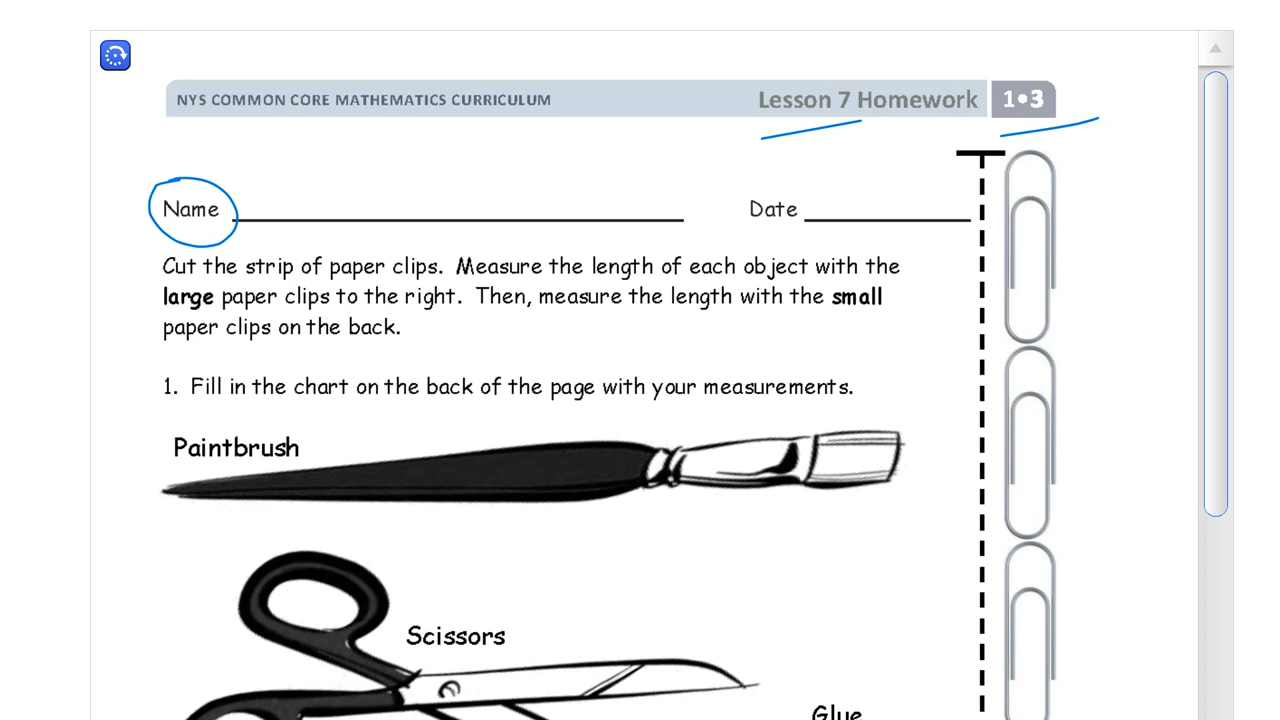 NYS COMMON CORE MATHEMATICS CURRICULUM Lesson 7 Homework 1•3
Name Date
Cut the strip of paper clips. Measure the length of each object with the
large paper clips to the right. Then, measure the length with the small
paper clips on the back.
1. Fill in the chart on the back of the page with your measurements.
Paintbrush
Scissors
Glue